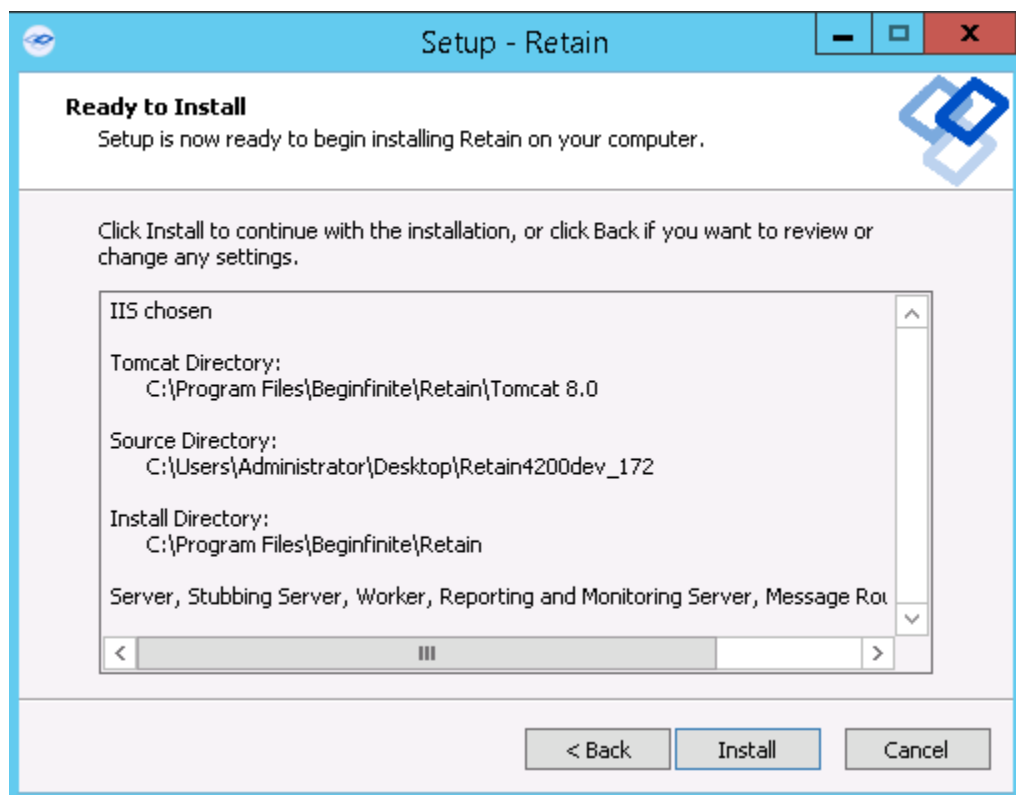 Setup - Retain
Ready to Install
Setup is now ready to begin installing Retain on your computer.
Click Install to continue with the installation, or click Back if you want to review or
change any settings.
IIS chosen
Tomcat Directory:
C:\Program Files\Beginfinite\Retain\Tomcat 8.0
Source Directory:
C:\Users\Administrator\Desktop\Retain4200dev_172
Install Directory:
C:\Program Files\Beginfinite\Retain
Server, Stubbing Server, Worker, Reporting and Monitoring Server, Message
< Back
Install
Cancel